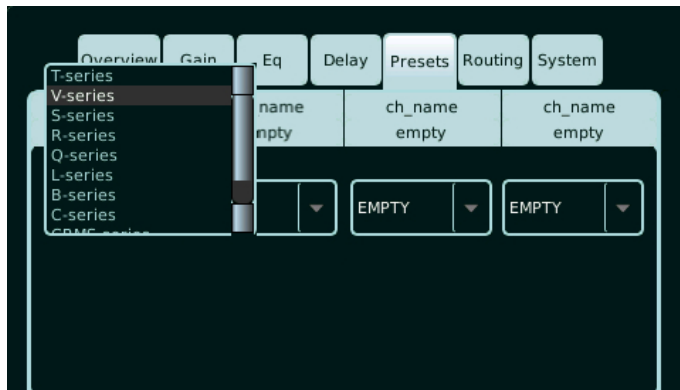 Overview Gain Eq Delay Presets Routing System
T-series
V-series
S-series
R-series
Q-series
L-series
B-series
C-series
name ch_name ch_name
empty empty
EMPTY EMPTY